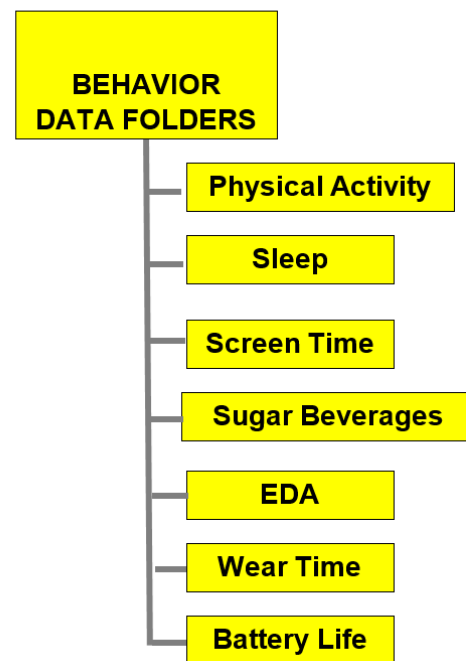 BEHAVIOR
DATA FOLDERS
Physical Activity
Sleep
Screen Time
Sugar Beverages
EDA
Wear Time
Battery Life